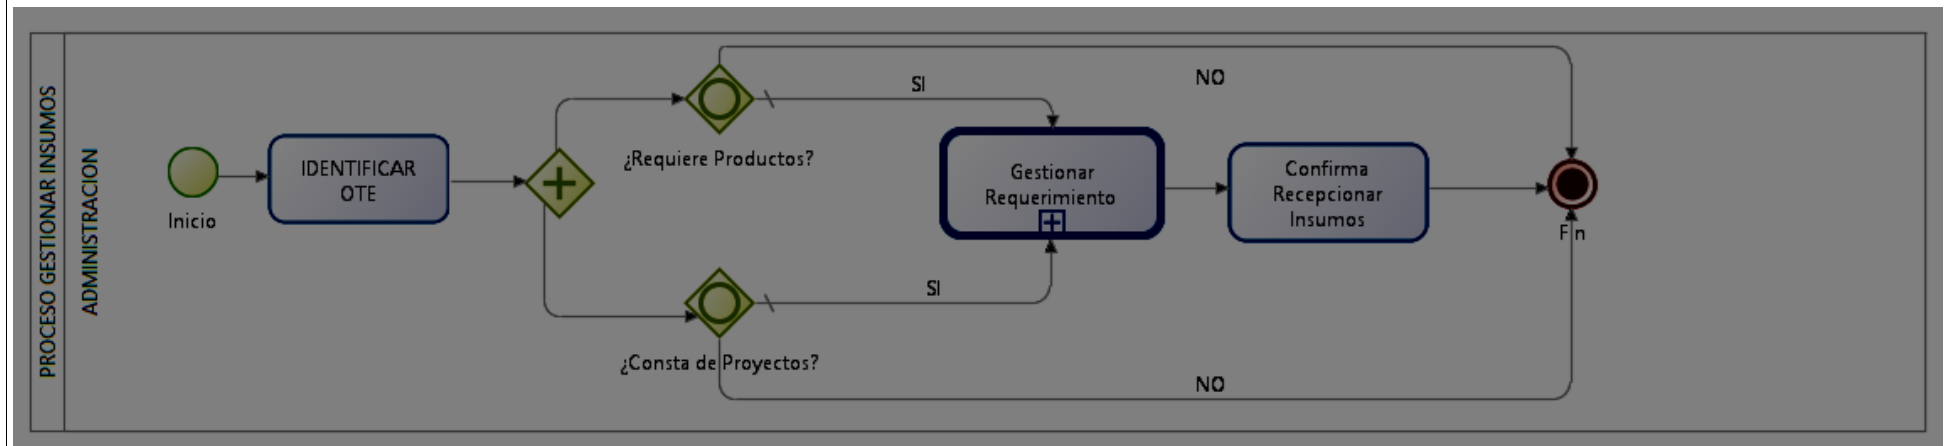 PROCESO GESTIONAR INSUMOS
ADMINISTRACION
Inicio
IDENTIFICAR
OTE
¿Requiere Productos?
¿Consta de Proyectos?
SI
SI
NO
NO
Gestionar
Requerimiento
Confirma
Recepcionar
Insumos
Fin